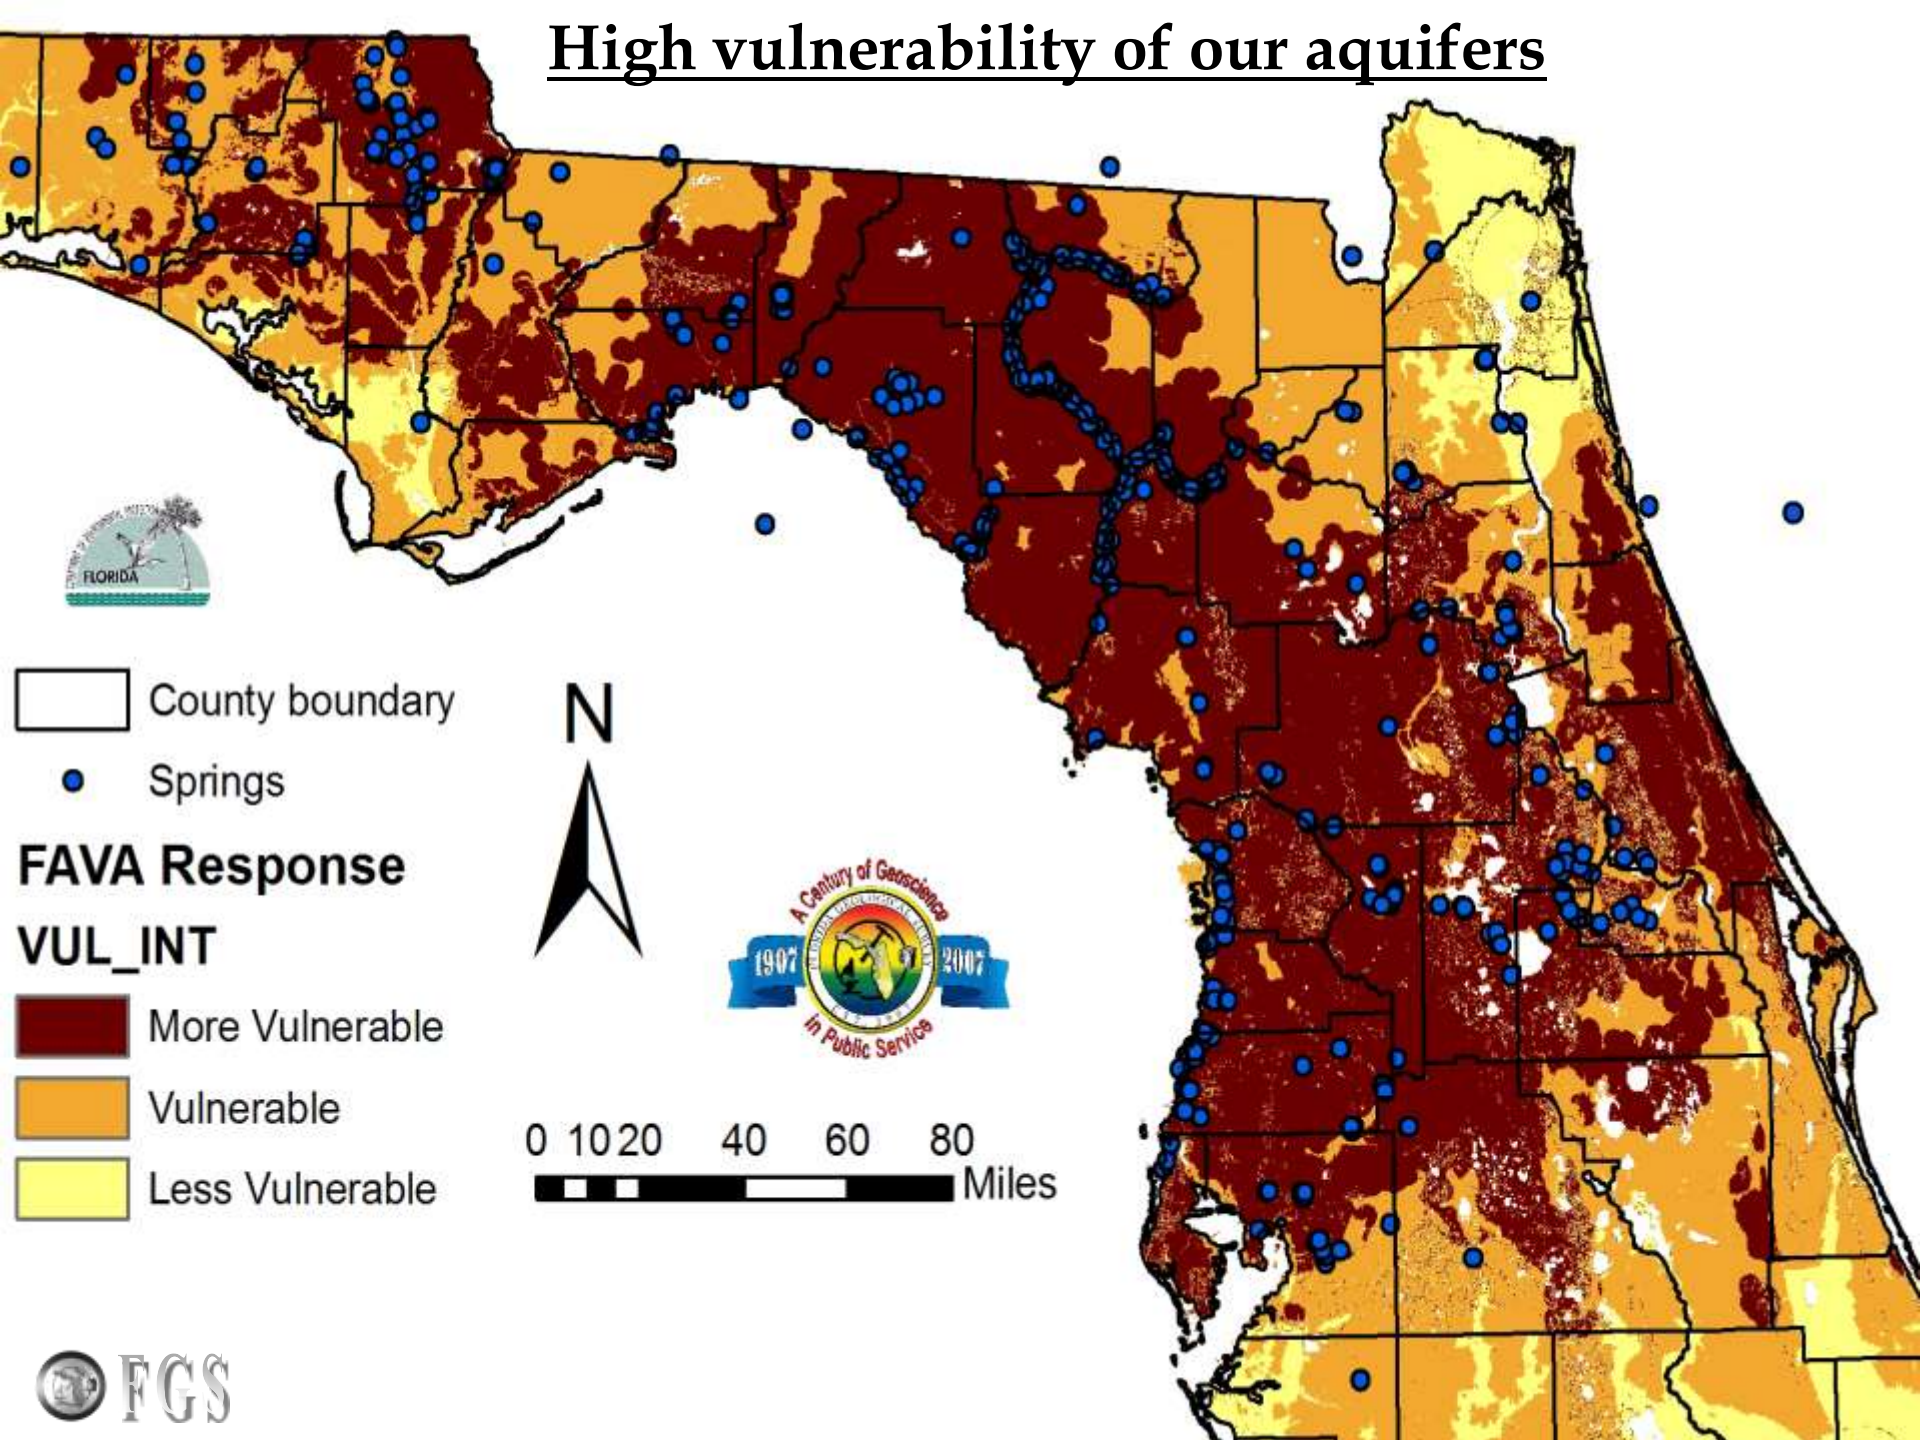 High vulnerability of our aquifers
FLORIDA
County boundary
Springs
FAVA Response
VUL_INT
More Vulnerable
Vulnerable
Less Vulnerable
N
A Century of Geoscience
1907
2007
In Public Service
0 10 20 40 60 80
Miles
FGS